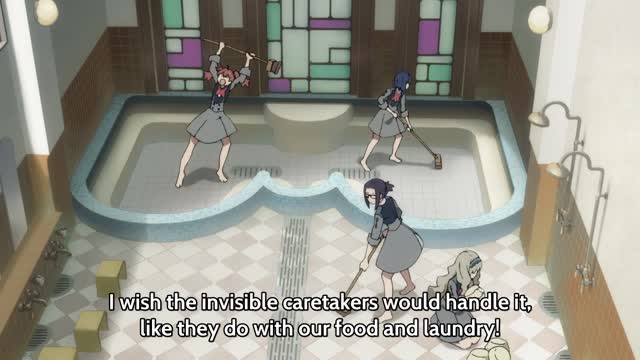 I wish the invisible caretakers would handle it,
like they do with our food and laundry!